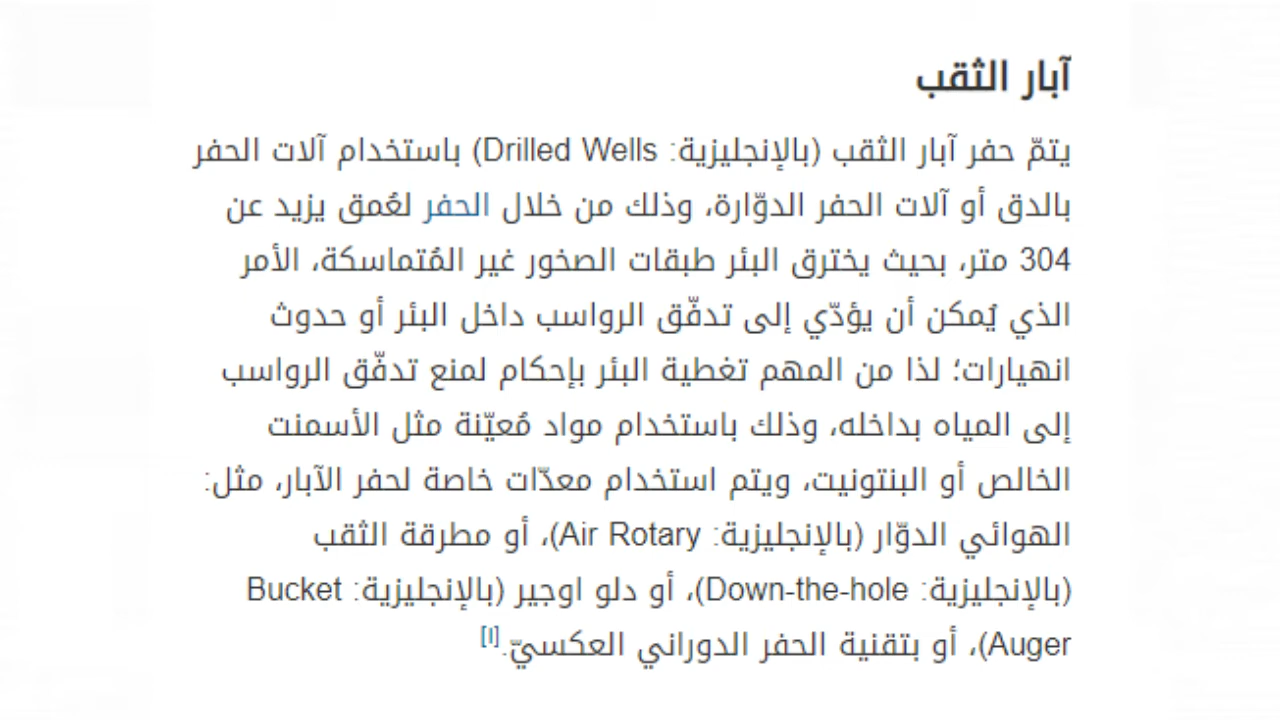 آبار الثقب
يتمّ حفر آبار الثقب (بالإنجليزية: Drilled Wells) باستخدام آلات الحفر
بالدق أو آلات الحفر الدوّارة، وذلك من خلال الحفر لعُمق يزيد عن
304 متر، بحيث يخترق البئر طبقات الصخور غير المُتماسكة، الأمر
الذي يُمكن أن يؤدّي إلى تدفّق الرواسب داخل البئر أو حدوث
انهيارات؛ لذا من المهم تغطية البئر بإحكام لمنع تدفّق الرواسب
إلى المياه بداخله، وذلك باستخدام مواد مُعيّنة مثل الأسمنت
الخالص أو البنتونيت، ويتم استخدام معدّات خاصة لحفر الآبار، مثل:
الهوائي الدوّار (بالإنجليزية: Air Rotary)، أو مطرقة الثقب
(بالإنجليزية: Down-the-hole)، أو دلو اوجير (بالإنجليزية: Bucket
Auger)، أو بتقنية الحفر الدوراني العكسيّ.[١]